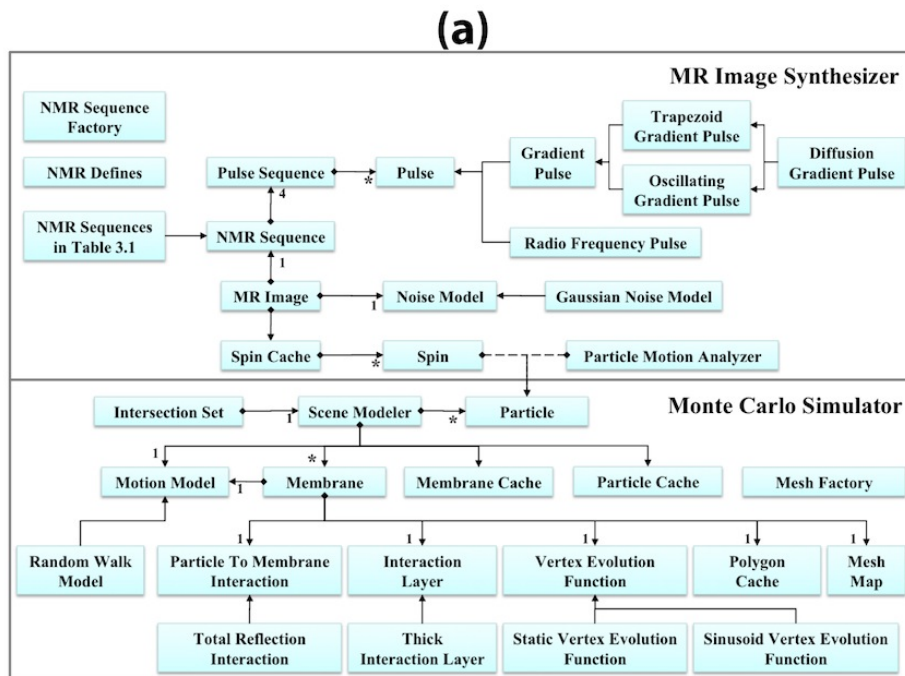 (a)
MR Image Synthesizer
NMR Sequence
Factory
Trapezoid
Gradient Pulse
Gradient
Pulse
Diffusion
Gradient Pulse
NMR Defines
Pulse Sequence
*
Pulse
Oscillating
Gradient Pulse
4
NMR Sequences
in Table 3.1
NMR Sequence
Radio Frequency Pulse
1
MR Image
1
Noise Model
Gaussian Noise Model
Spin Cache
*
Spin
Particle Motion Analyzer
Monte Carlo Simulator
Intersection Set
1
Scene Modeler
*
Particle
1
*
Motion Model
1
Membrane
Membrane Cache
Particle Cache
Mesh Factory
1
1
1
1
1
Random Walk
Model
Particle To Membrane
Interaction
Interaction
Layer
Vertex Evolution
Function
Polygon
Cache
Mesh
Map
Total Reflection
Interaction
Thick
Interaction Layer
Static Vertex Evolution
Function
Sinusoid Vertex Evolution
Function